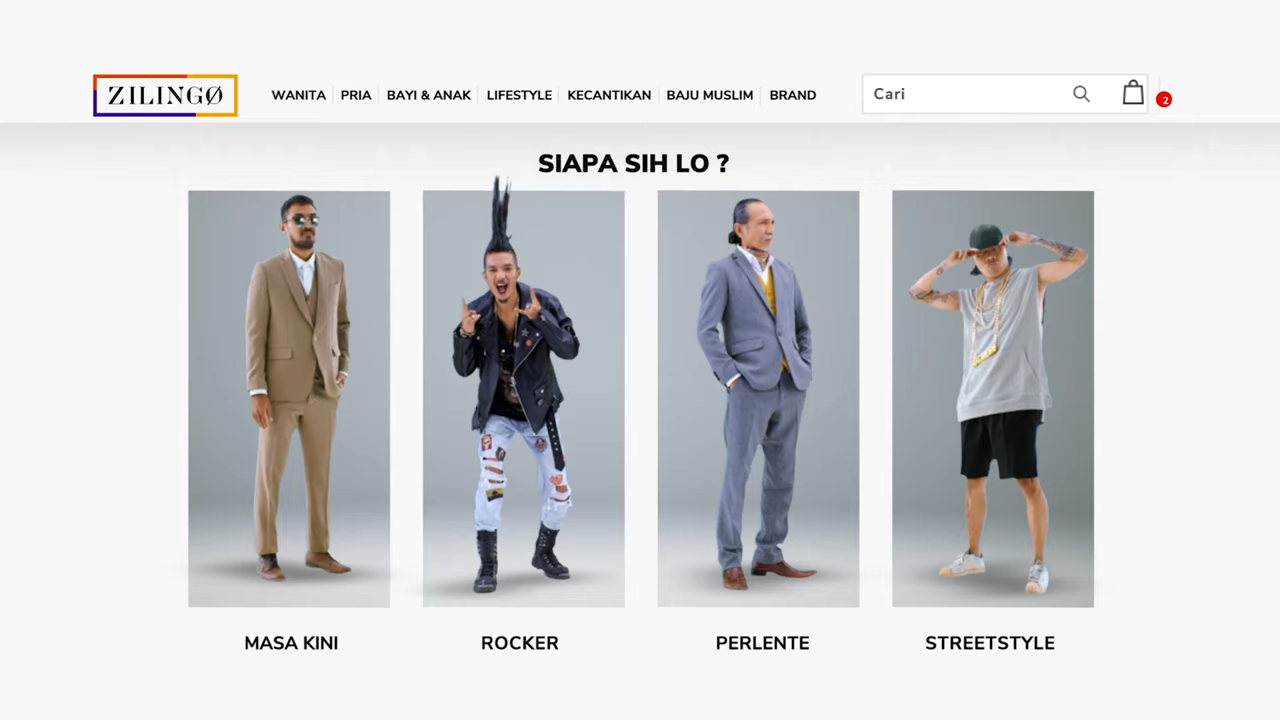 ZILINGØ
WANITA PRIA BAYI & ANAK LIFESTYLE KECANTIKAN BAJU MUSLIM BRAND
Cari
2
SIAPA SIH LO ?
MASA KINI
ROCKER
PERLENTE
STREETSTYLE